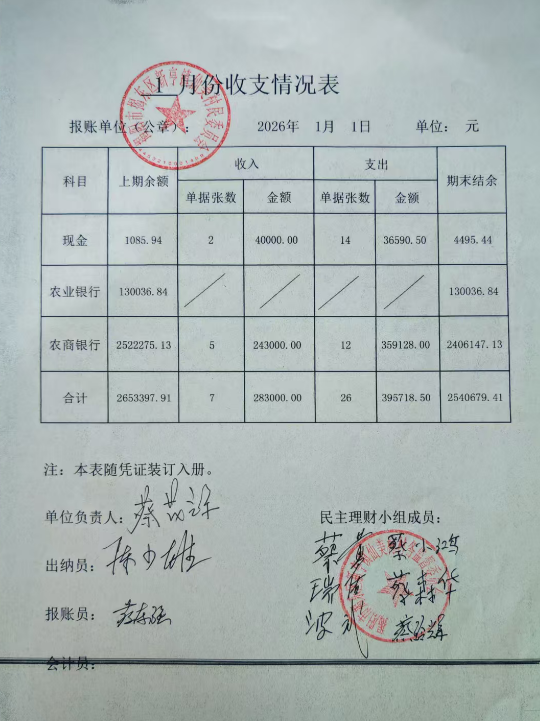 1 月份收支情况表
报账单位（公章）： 2026年 1月 1日 单位： 元
科目 上期余额 收入 支出 期末结余
单据张数 金额 单据张数 金额
现金 1085.94 2 40000.00 14 36590.50 4495.44
农业银行 130036.84 130036.84
农商银行 2522275.13 5 243000.00 12 359128.00 2406147.13
合计 2653397.91 7 283000.00 26 395718.50 2540679.41
注：本表随凭证装订入册。
单位负责人： 民主理财小组成员：
出纳员：
报账员：
会计员：